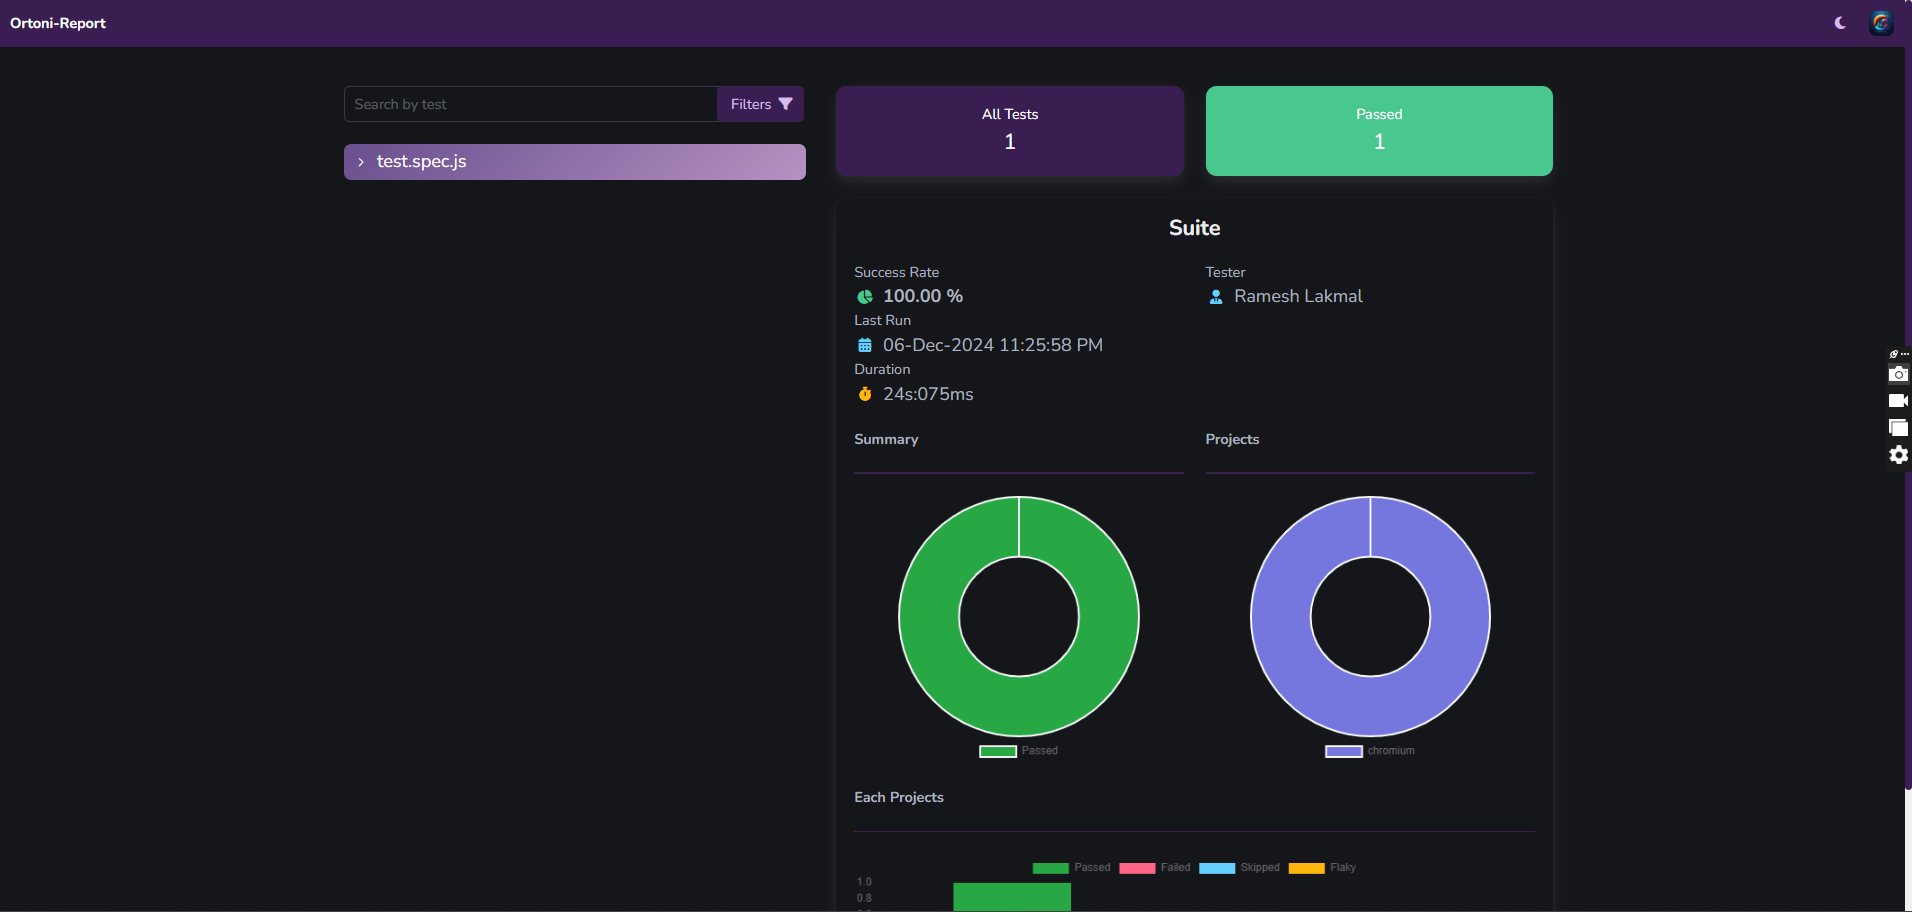 Ortoni-Report
Search by test
Filters
test.spec.js
All Tests
1
Passed
1
Suite
Success Rate
100.00 %
Tester
Ramesh Lakmal
Last Run
06-Dec-2024 11:25:58 PM
Duration
24s:075ms
Summary
Projects
Passed
chromium
Each Projects
Passed Failed Skipped Flaky
1.0
0.8